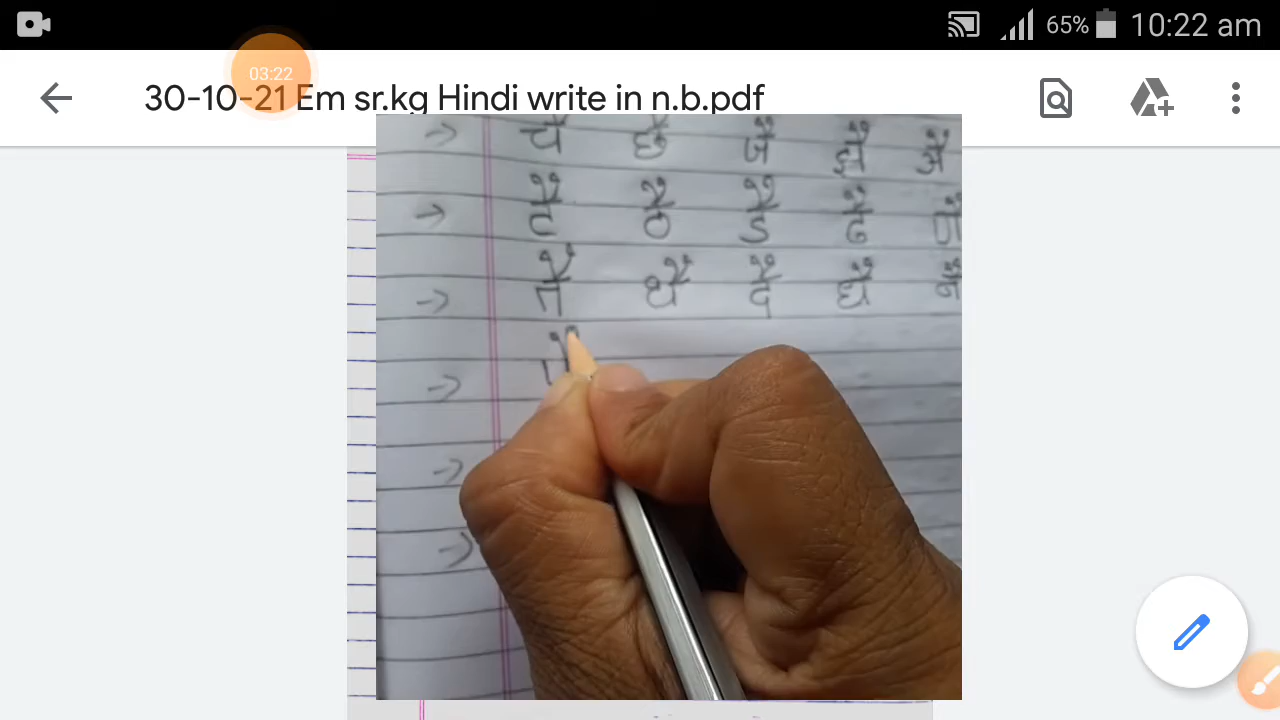 65% 10:22 am
03:22
30-10-21 Em sr.kg Hindi write in n.b.pdf
→ चै छै जै झै ञै
→ टै ठै डै ढै णै
→ तै थै दै धै नै
→
→
→